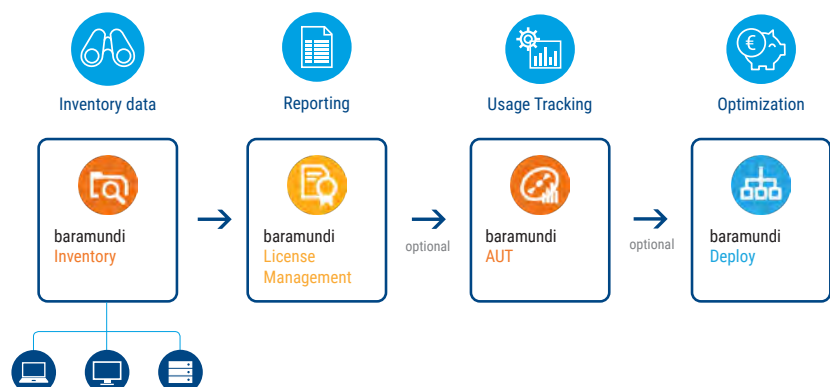 Inventory data
Reporting
Usage Tracking
Optimization
baramundi
Inventory
baramundi
License
Management
optional
baramundi
AUT
optional
baramundi
Deploy